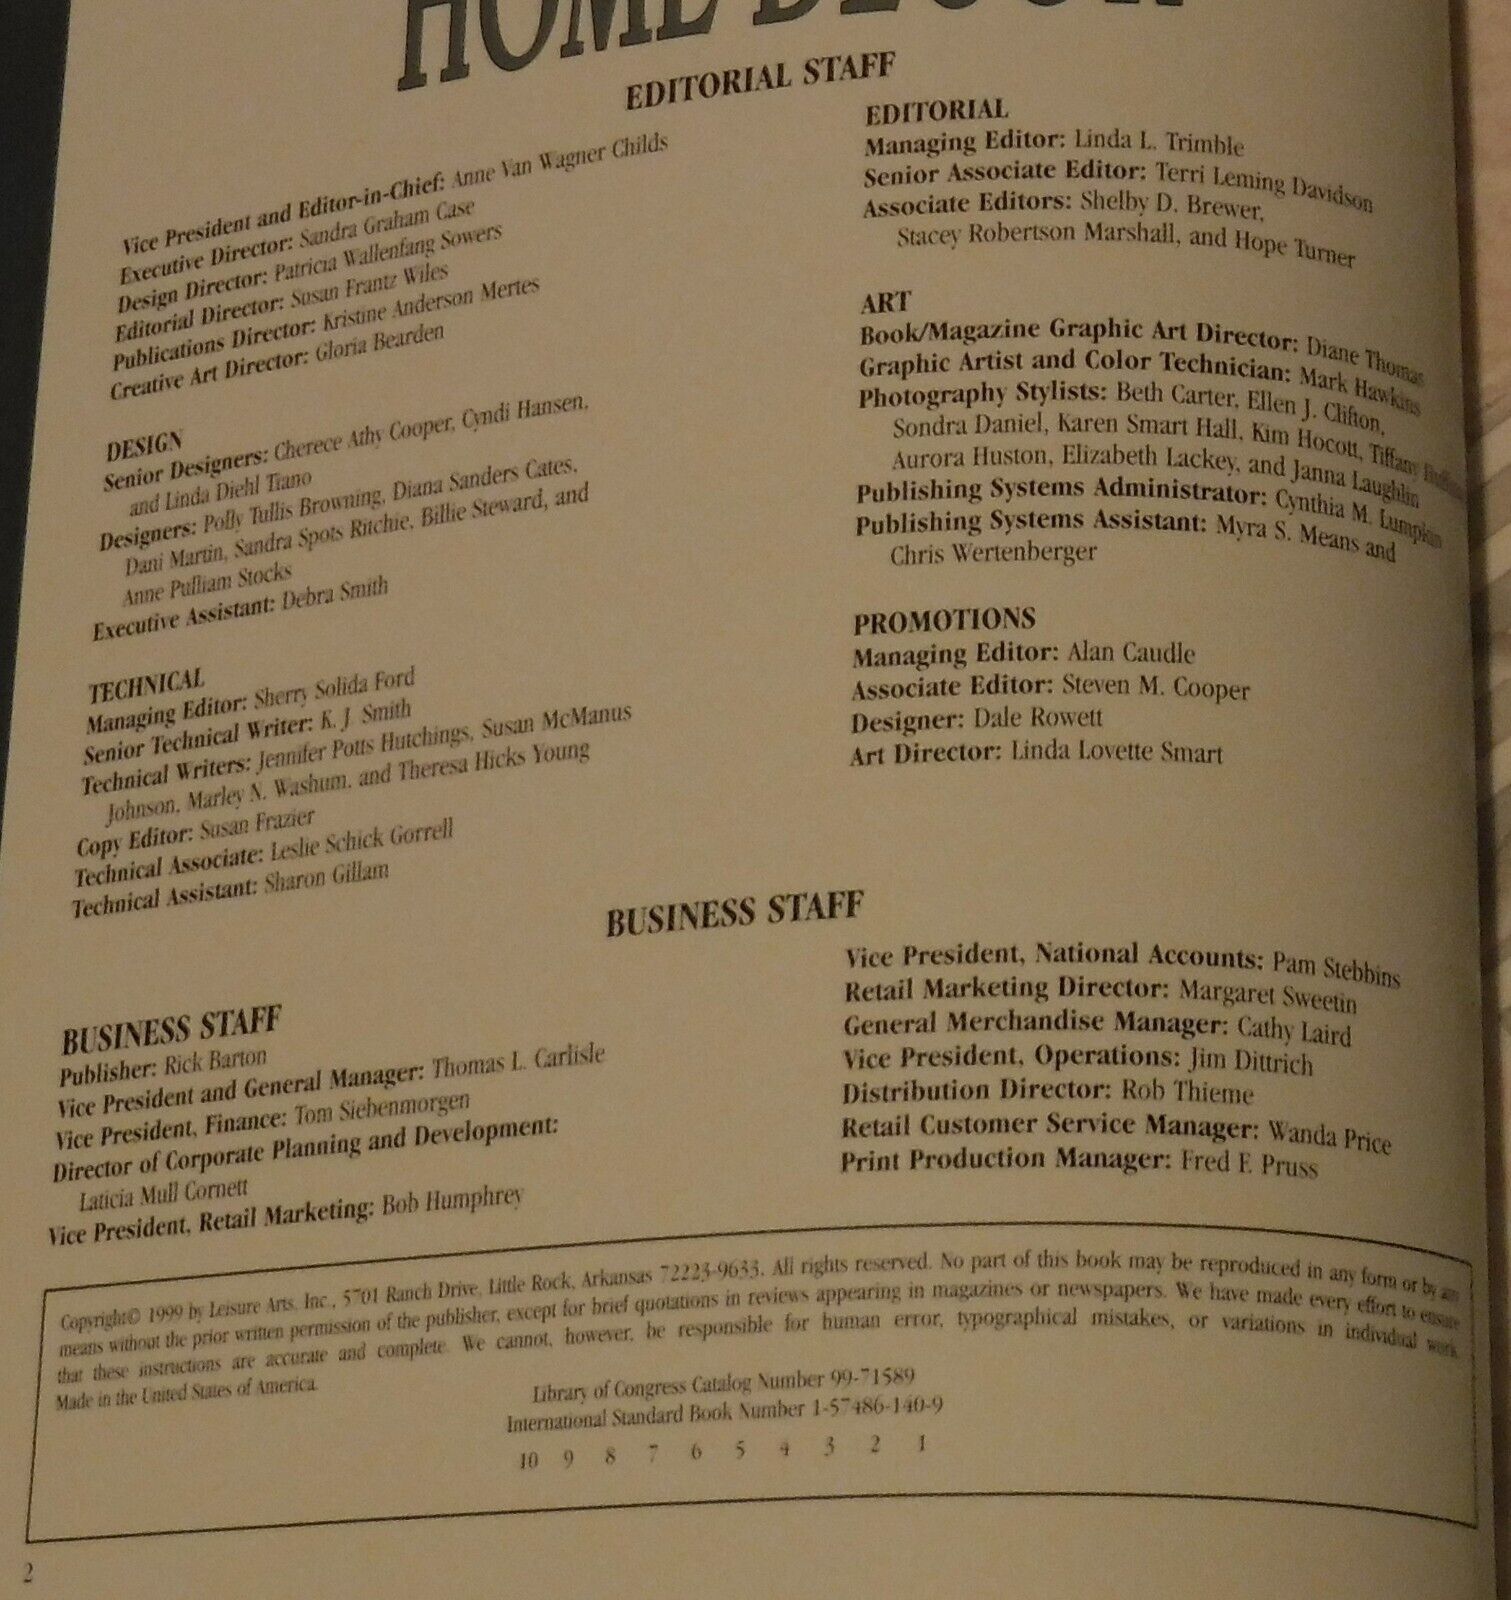 HOME DECOR
EDITORIAL STAFF
Vice President and Editor-in-Chief: Anne Van Wagner Childs
Executive Director: Sandra Graham Case
Design Director: Patricia Wallenfang Sowers
Editorial Director: Susan Frantz Wiles
Publications Director: Kristine Anderson Mertes
Creative Art Director: Gloria Bearden
DESIGN
Senior Designers: Cherece Athy Cooper, Cyndi Hansen,
and Linda Diehl Tiano
Designers: Polly Tullis Browning, Diana Sanders Cates,
Dani Martin, Sandra Spots Ritchie, Billie Steward, and
Anne Pulliam Stocks
Executive Assistant: Debra Smith
TECHNICAL
Managing Editor: Sherry Solida Ford
Senior Technical Writer: K. J. Smith
Technical Writers: Jennifer Potts Hutchings, Susan McManus
Johnson, Marley N. Washum, and Theresa Hicks Young
Copy Editor: Susan Frazier
Technical Associate: Leslie Schick Gorrell
Technical Assistant: Sharon Gillam
EDITORIAL
Managing Editor: Linda L. Trimble
Senior Associate Editor: Terri Leming Davidson
Associate Editors: Shelby D. Brewer,
Stacey Robertson Marshall, and Hope Turner
ART
Book/Magazine Graphic Art Director: Diane Thomas
Graphic Artist and Color Technician: Mark Hawkins
Photography Stylists: Beth Carter, Ellen J. Clifton,
Sondra Daniel, Karen Smart Hall, Kim Hocott, Tiffany
Aurora Huston, Elizabeth Lackey, and Janna Laughlin
Publishing Systems Administrator: Cynthia M. Lumpkin
Publishing Systems Assistant: Myra S. Means and
Chris Wertenberger
PROMOTIONS
Managing Editor: Alan Caudle
Associate Editor: Steven M. Cooper
Designer: Dale Rowett
Art Director: Linda Lovette Smart
BUSINESS STAFF
BUSINESS STAFF
Publisher: Rick Barton
Vice President and General Manager: Thomas L. Carlisle
Vice President, Finance: Tom Siebenmorgen
Director of Corporate Planning and Development:
Laticia Mull Cornett
Vice President, Retail Marketing: Bob Humphrey
Vice President, National Accounts: Pam Stebbins
Retail Marketing Director: Margaret Sweetin
General Merchandise Manager: Cathy Laird
Vice President, Operations: Jim Dittrich
Distribution Director: Rob Thieme
Retail Customer Service Manager: Wanda Price
Print Production Manager: Fred F. Pruss
Copyright© 1999 by Leisure Arts, Inc., 5701 Ranch Drive, Little Rock, Arkansas 72223-9633. All rights reserved. No part of this book may be reproduced in any form or by any
means without the prior written permission of the publisher, except for brief quotations in reviews appearing in magazines or newspapers. We have made every effort to ensure
that these instructions are accurate and complete. We cannot, however, be responsible for human error, typographical mistakes, or variations in individual work.
Made in the United States of America.
Library of Congress Catalog Number 99-71589
International Standard Book Number 1-57486-140-9
10 9 8 7 6 5 4 3 2 1
2